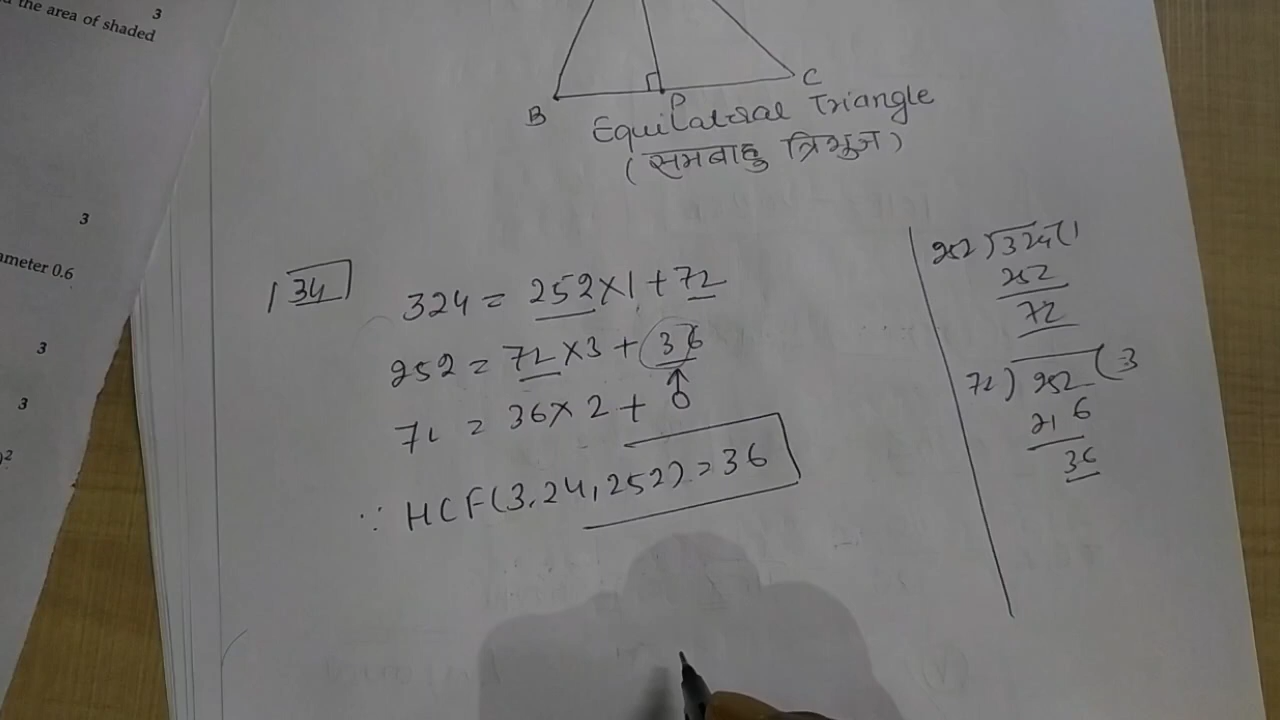 the area of shaded
3
3
ameter 0.6
3
3
)²
B P C
Equilateral Triangle
(समबाहु त्रिभुज)
34
324 = 252×1+72
252 = 72×3+36
72 = 36×2+0
∵ HCF(3,24,252) = 36
252)324(1
252
72
72)252(3
216
36